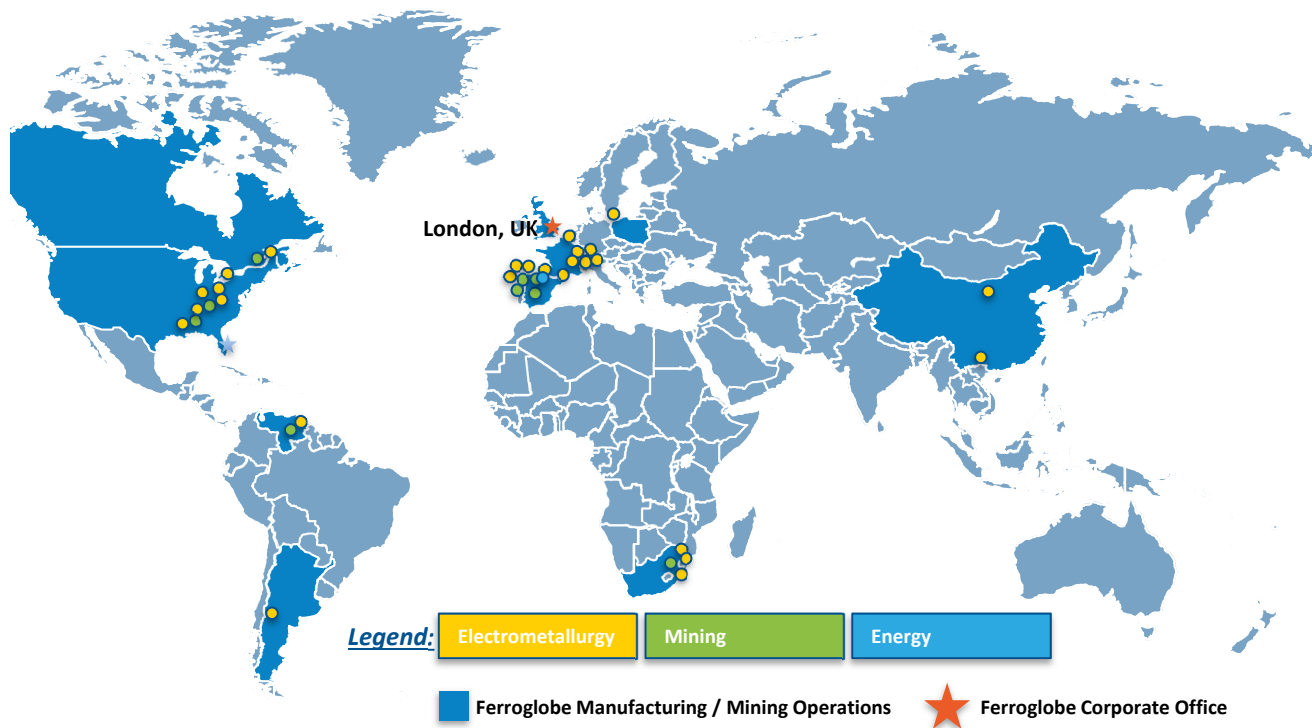 London, UK
Legend:
Electrometallurgy
Mining
Energy
Ferroglobe Manufacturing / Mining Operations
Ferroglobe Corporate Office